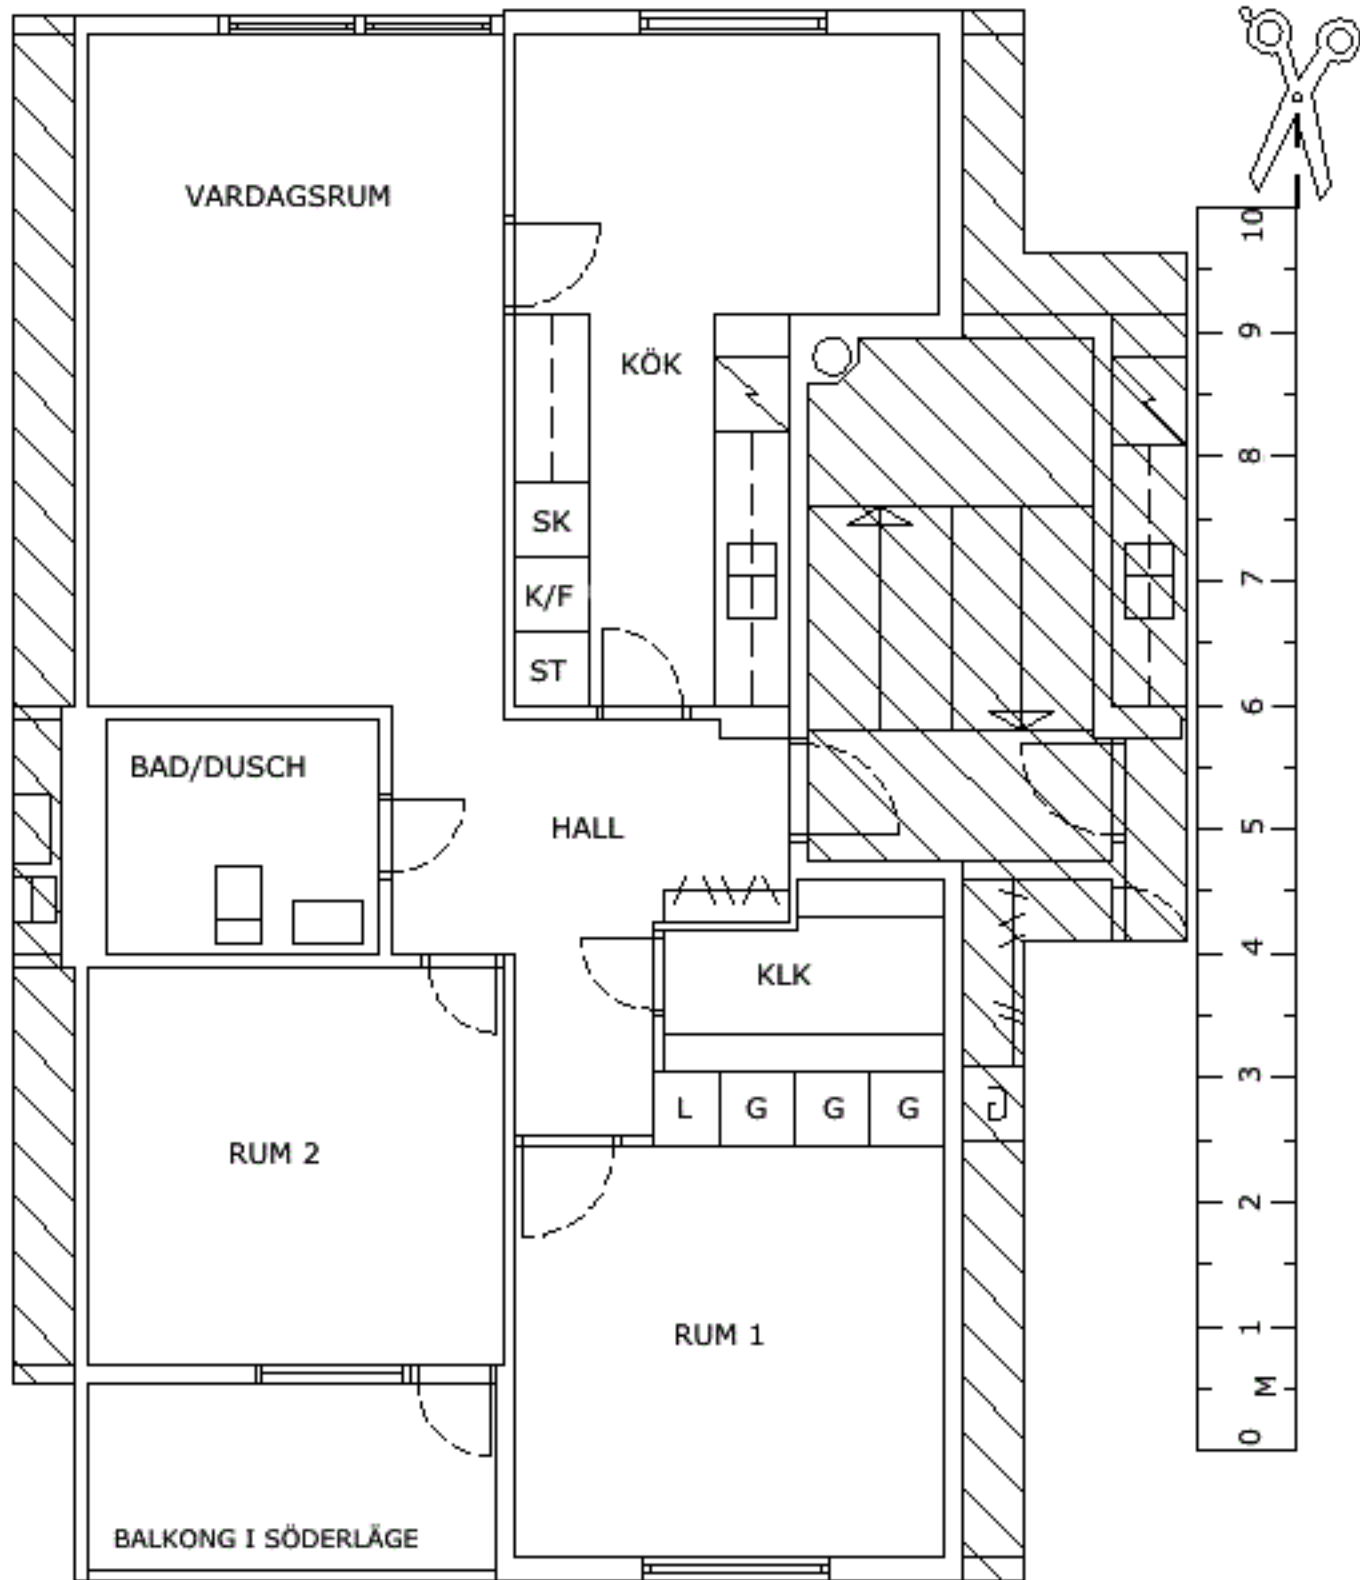 VARDAGSRUM
KÖK
SK
K/F
ST
BAD/DUSCH
HALL
KLK
L G G G
RUM 2
RUM 1
BALKONG I SÖDERLÄGE
10
9
8
7
6
5
4
3
2
1
M
0